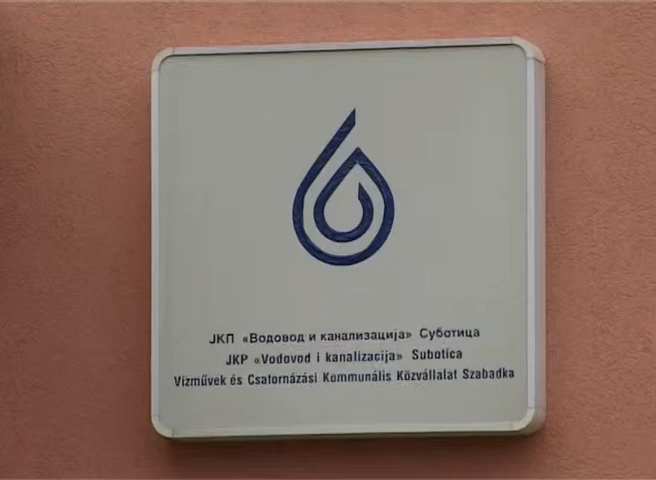 ЈКП «Водовод и канализација» Суботица
JKP «Vodovod i kanalizacija» Subotica
Vízművek és Csatornázási Kommunális Közvállalat Szabadka